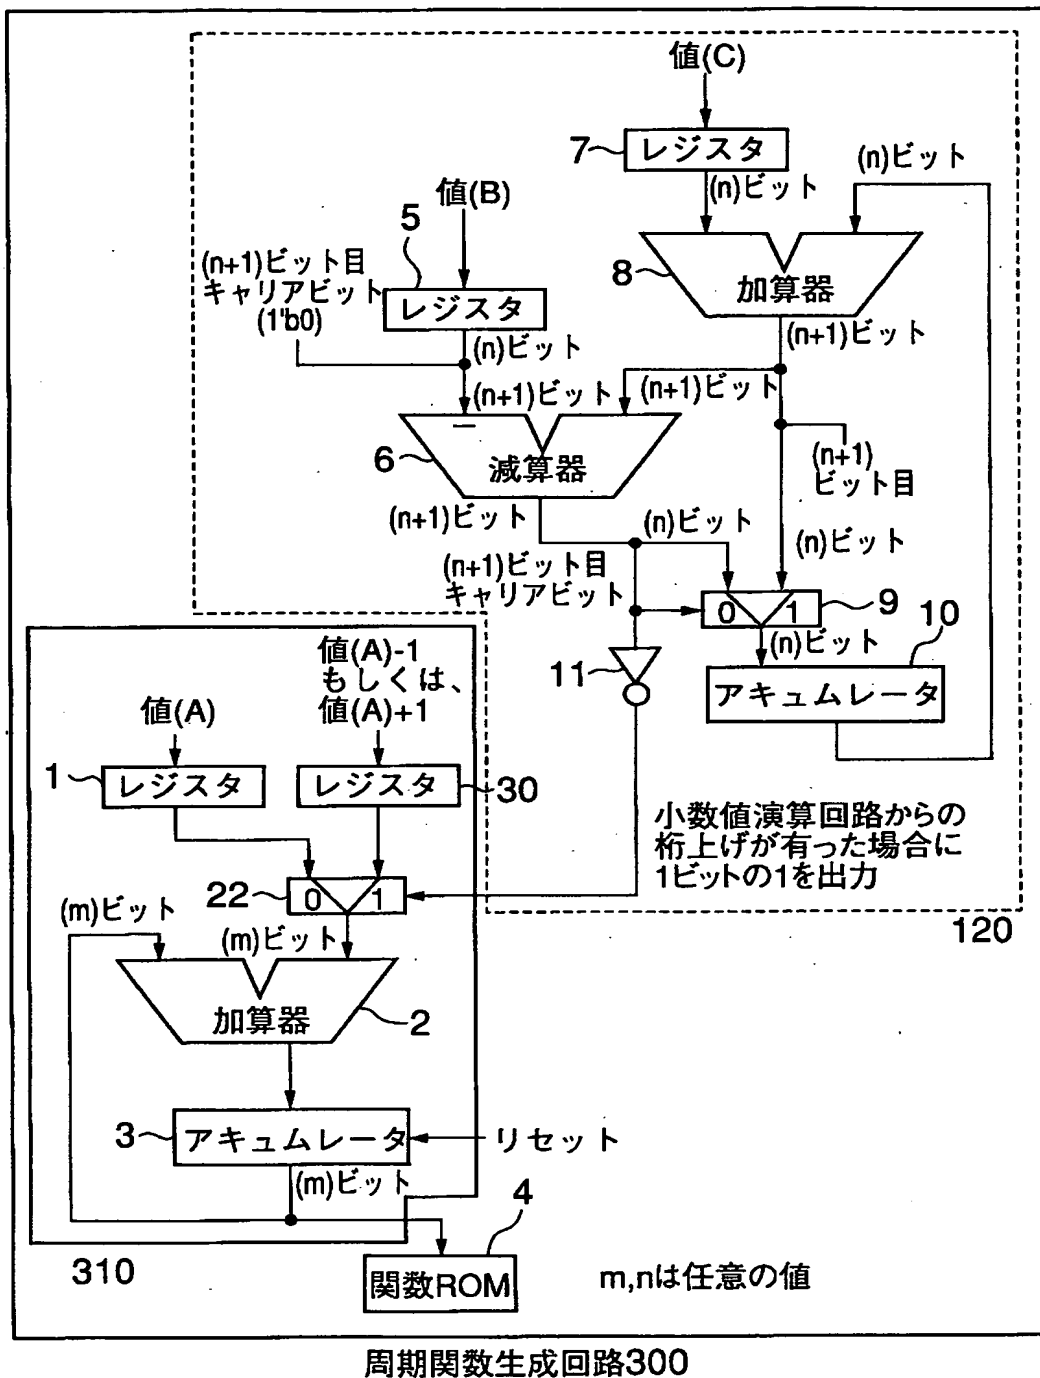 値(C)
7
レジスタ
(n)ビット
(n)ビット
値(B)
5
(n+1)ビット目
キャリアビット
(1'b0)
レジスタ
(n)ビット
8
加算器
(n+1)ビット
(n+1)ビット
(n+1)ビット
6
減算器
(n+1)
ビット目
(n+1)ビット
(n)ビット
(n)ビット
(n+1)ビット目
キャリアビット
0 1
9
(n)ビット
10
11
アキュムレータ
値(A)-1
もしくは、
値(A)+1
値(A)
1
レジスタ
レジスタ
30
小数値演算回路からの
桁上げが有った場合に
1ビットの1を出力
22
0 1
120
(m)ビット
(m)ビット
加算器
2
3
アキュムレータ
リセット
(m)ビット
4
310
関数ROM
m,nは任意の値
周期関数生成回路300